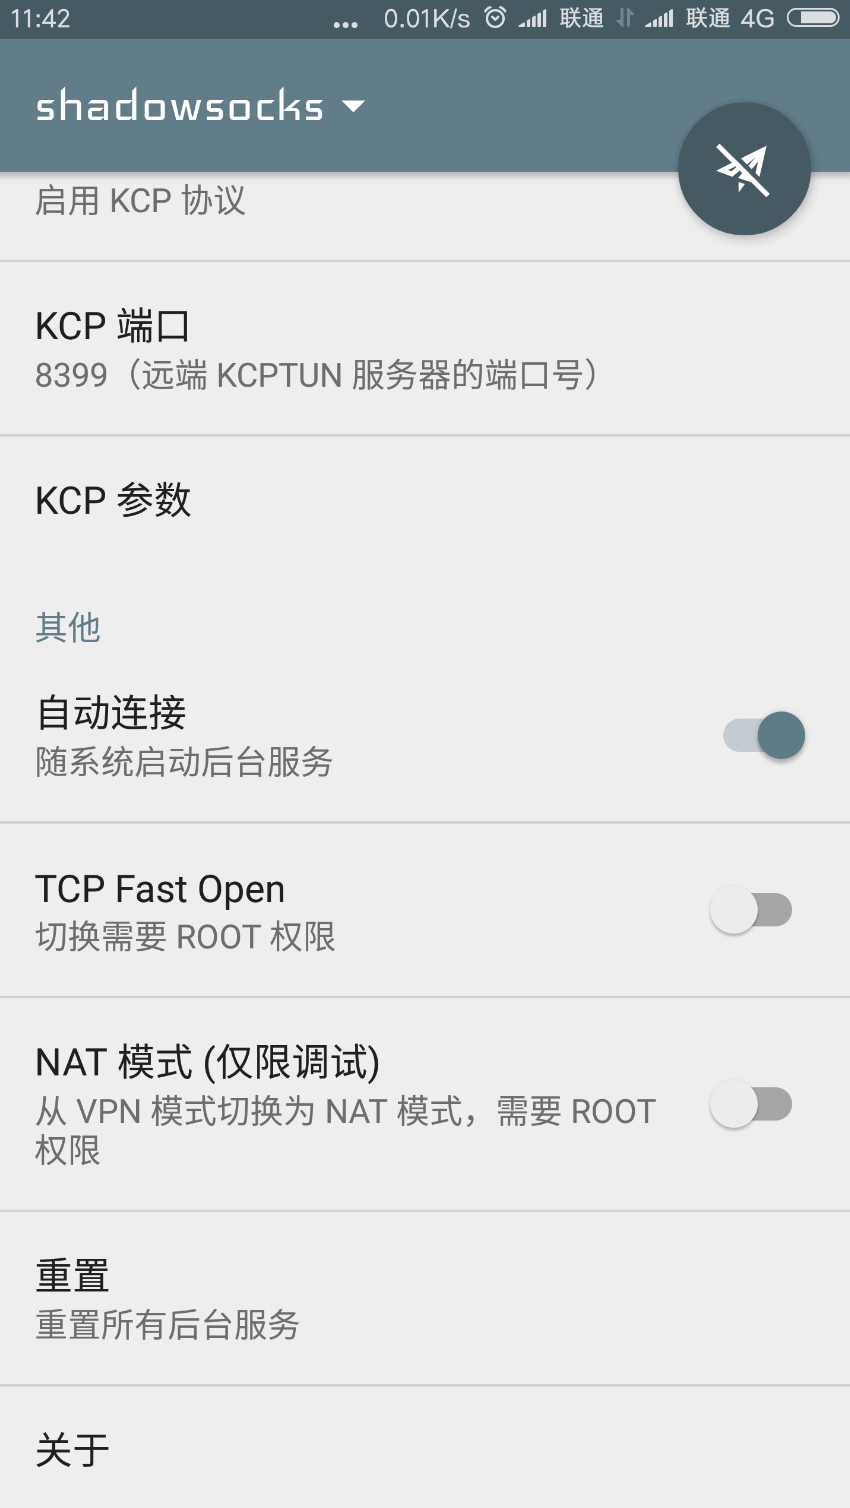 11:42 ... 0.01K/s 联通 联通 4G
shadowsocks
启用 KCP 协议
KCP 端口
8399（远端 KCPTUN 服务器的端口号）
KCP 参数
其他
自动连接
随系统启动后台服务
TCP Fast Open
切换需要 ROOT 权限
NAT 模式 (仅限调试)
从 VPN 模式切换为 NAT 模式，需要 ROOT
权限
重置
重置所有后台服务
关于